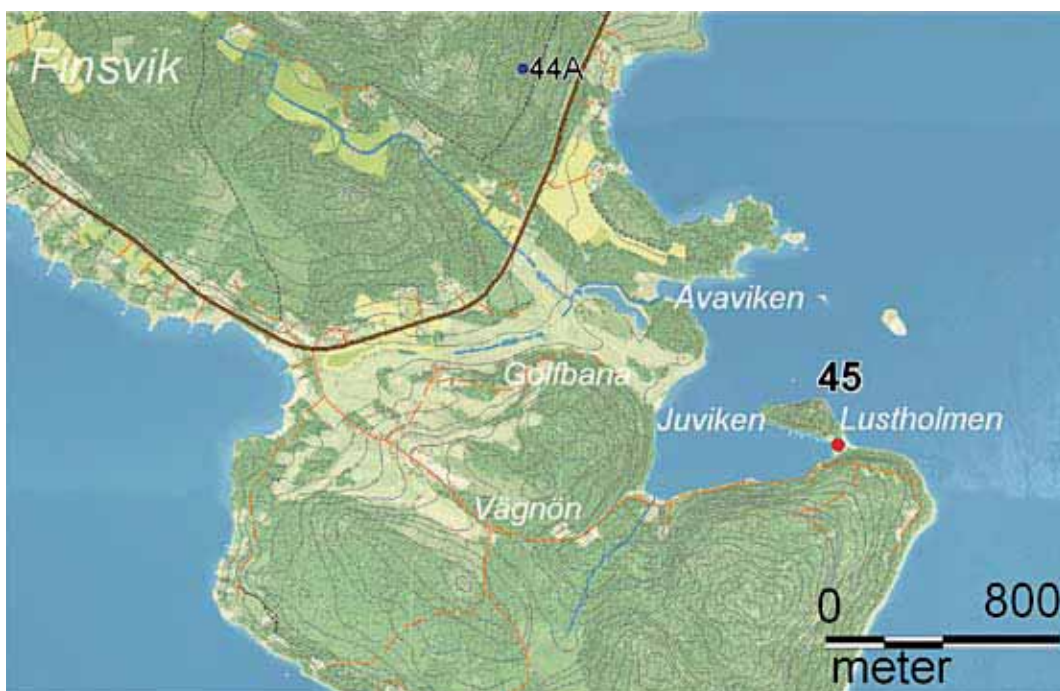 Finsvik
44A
Avaviken
Golfbana
45
Juviken
Lustholmen
Vägnön
0
800
meter